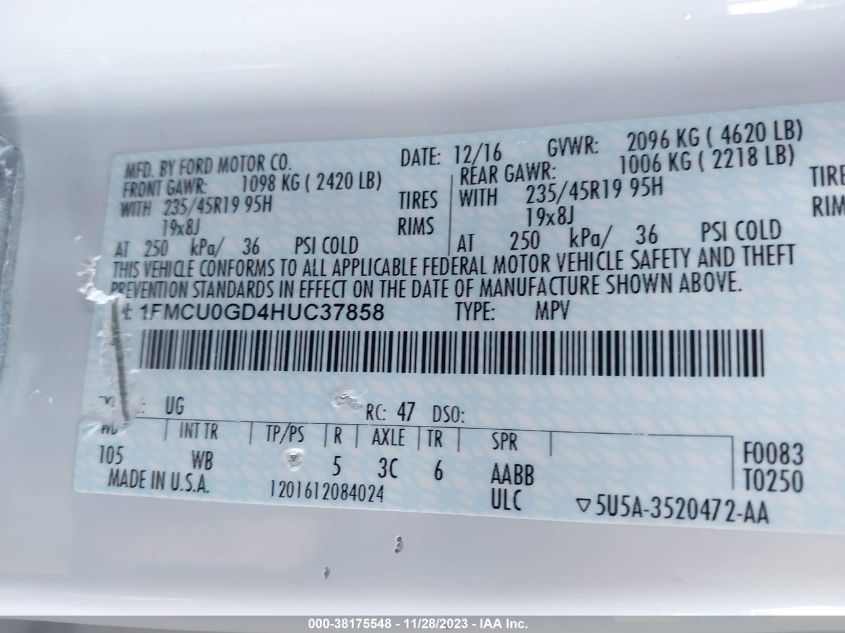 MFD. BY FORD MOTOR CO. DATE: 12/16 GVWR: 2096 KG ( 4620 LB)
FRONT GAWR: 1098 KG ( 2420 LB) REAR GAWR: 1006 KG ( 2218 LB)
WITH 235/45R19 95H TIRES WITH 235/45R19 95H TIRE
19x8J RIMS 19x8J RIM
AT 250 kPa/ 36 PSI COLD AT 250 kPa/ 36 PSI COLD
THIS VEHICLE CONFORMS TO ALL APPLICABLE FEDERAL MOTOR VEHICLE SAFETY AND THEFT
PREVENTION STANDARDS IN EFFECT ON THE DATE OF MANUFACTURE SHOWN ABOVE.
1FMCU0GD4HUC37858 TYPE: MPV
UG RC: 47 DSO:
INT TR TP/PS R AXLE TR SPR F0083
105 WB 5 3C 6 AABB T0250
MADE IN U.S.A. 1201612084024 ULC ▽5U5A-3520472-AA
000-38175548 - 11/28/2023 - IAA Inc.